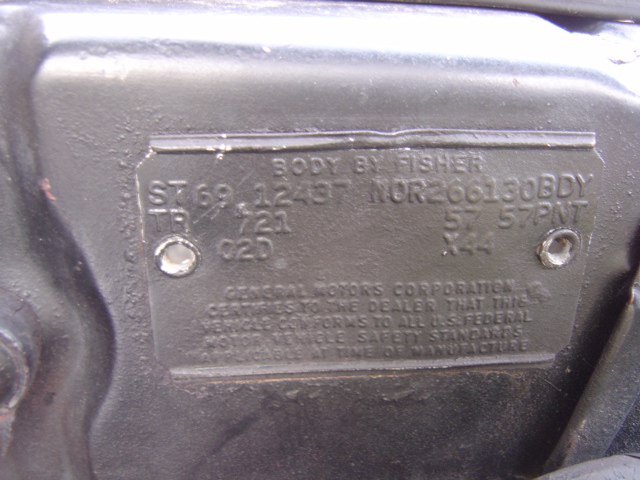 BODY BY FISHER
ST 69 12437 NOR266130BDY
TR 721 57 57PNT
02D X44
GENERAL MOTORS CORPORATION
CERTIFIES TO THE DEALER THAT THIS
VEHICLE CONFORMS TO ALL U.S. FEDERAL
MOTOR VEHICLE SAFETY STANDARDS
APPLICABLE AT TIME OF MANUFACTURE